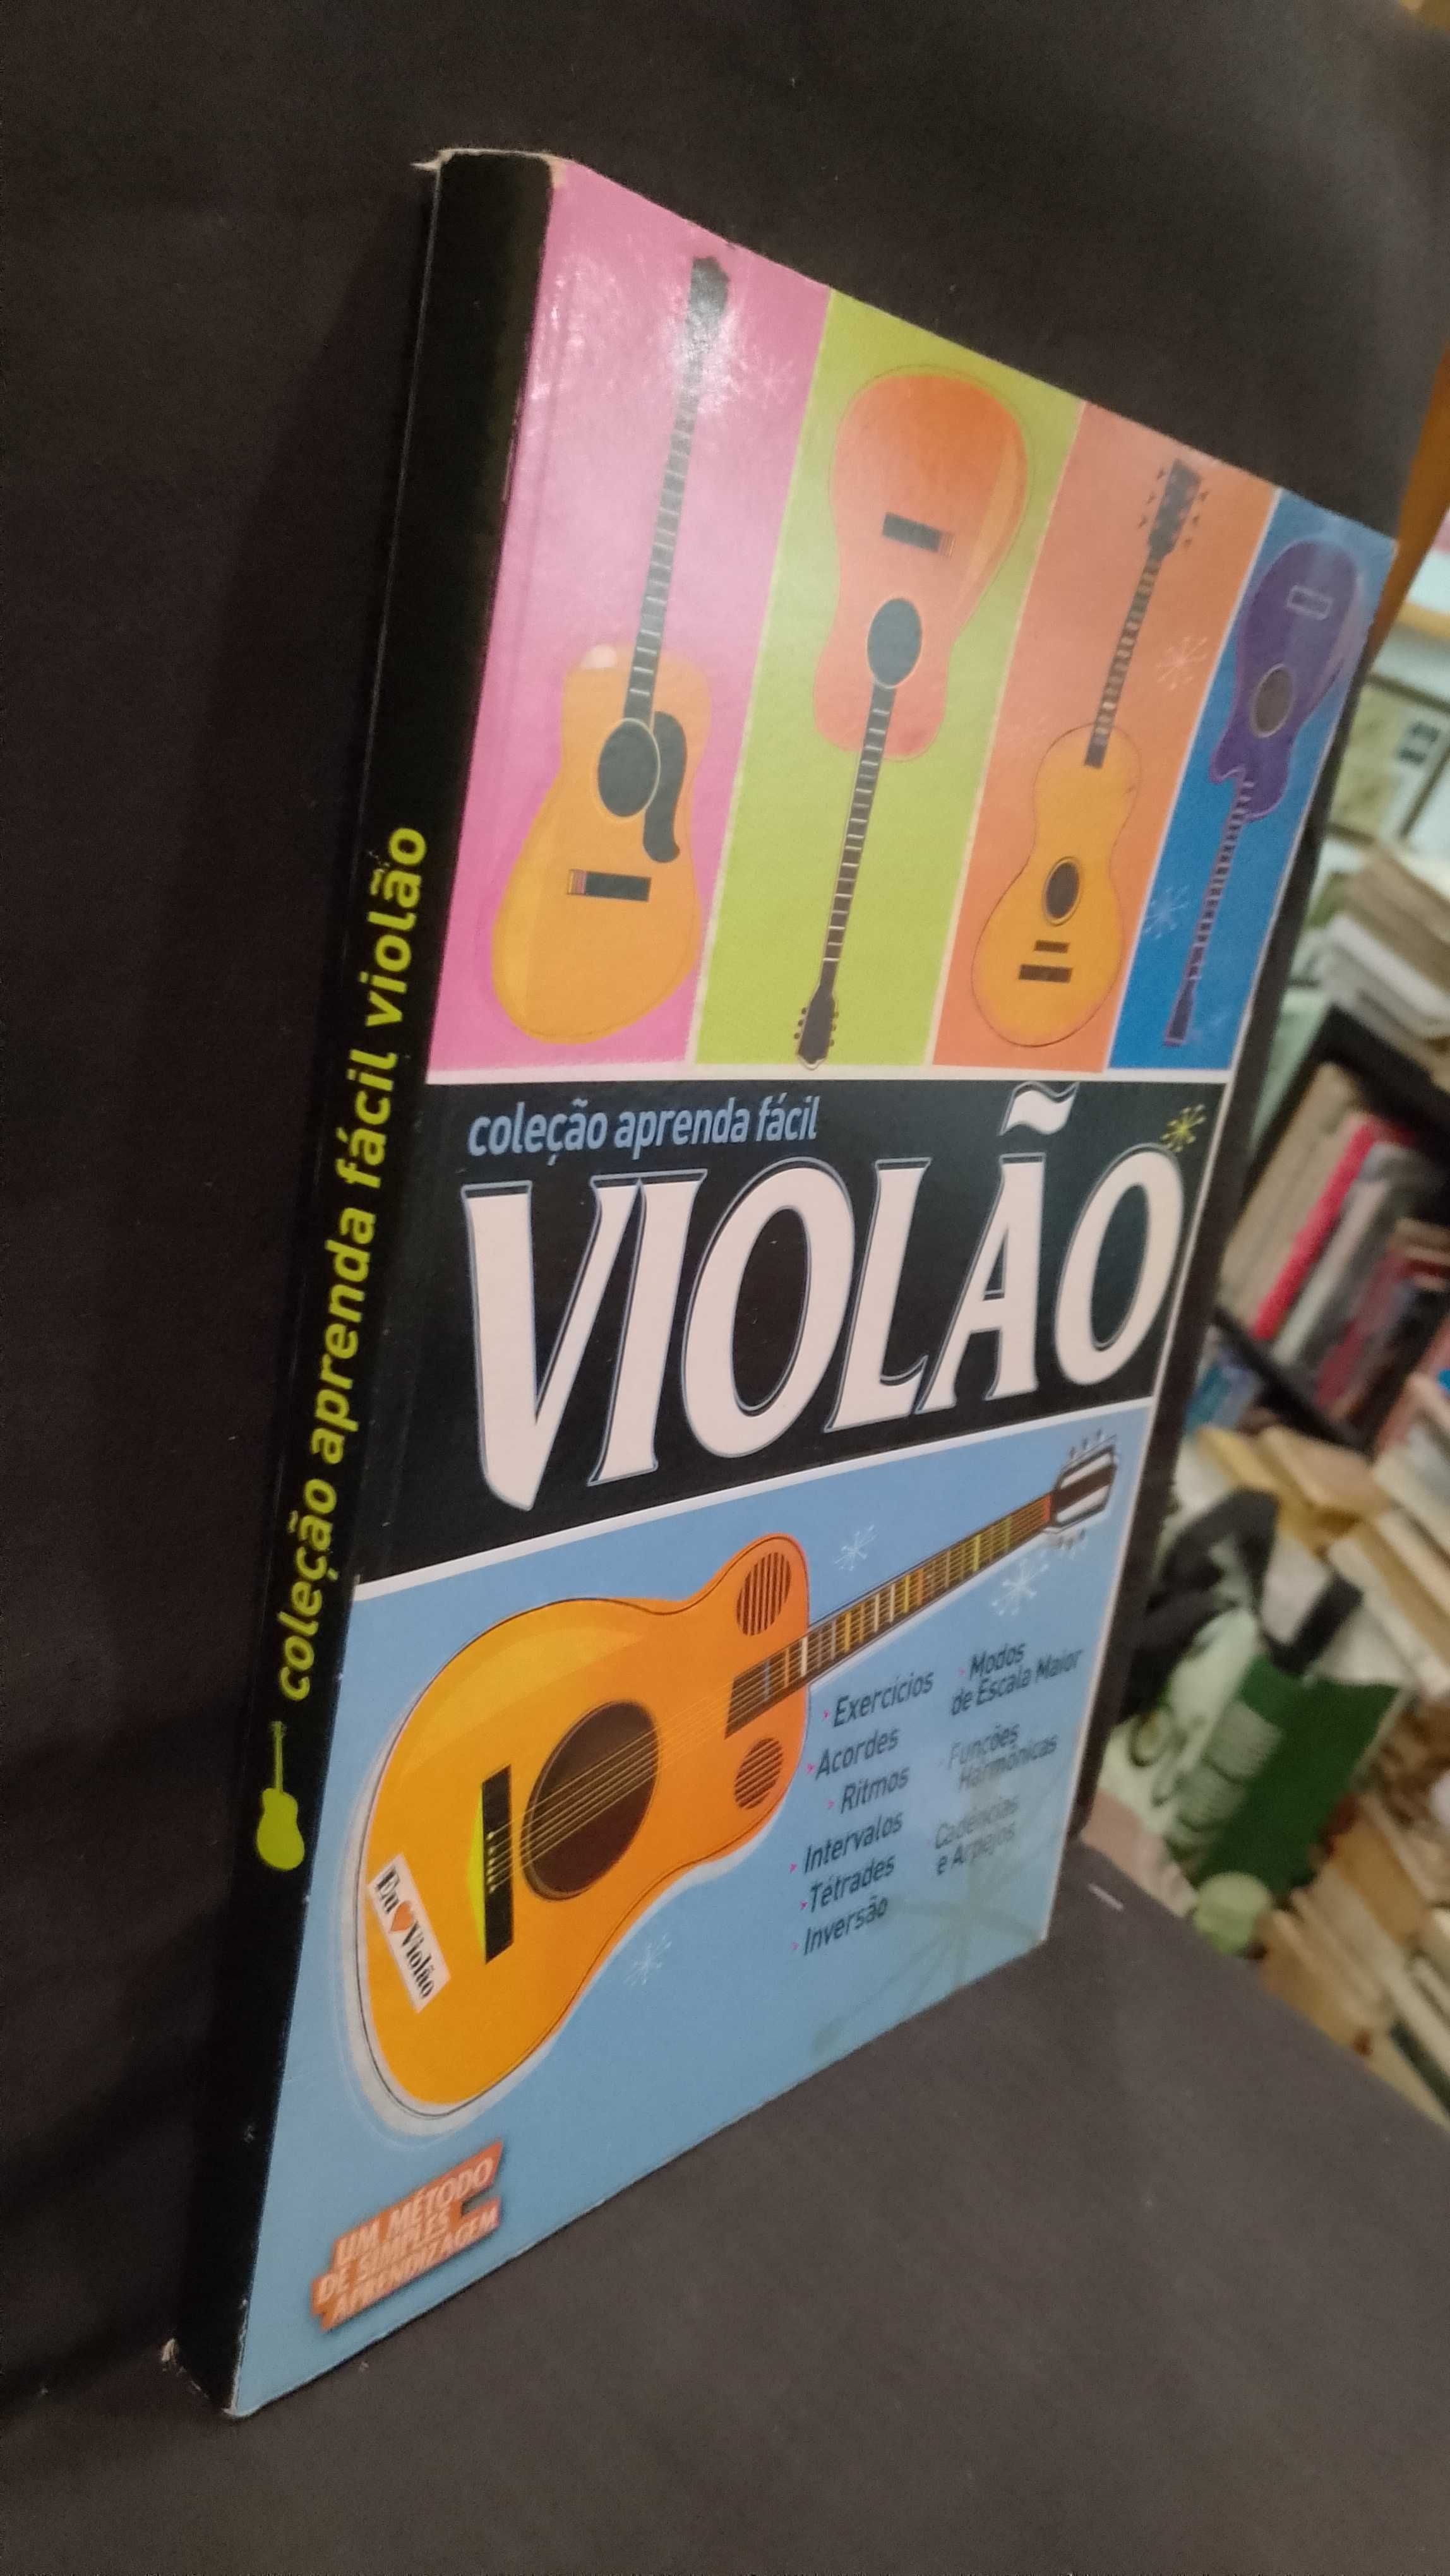 coleção aprenda fácil violão
coleção aprenda fácil
VIOLÃO
Exercícios
Acordes
Ritmos
Intervalos
Tétrades
Inversão
Modos
de Escala Maior
Funções
Harmônicas
Cadências
e Arpejos
Eu Violão
UM MÉTODO
DE SIMPLES
APRENDIZAGEM